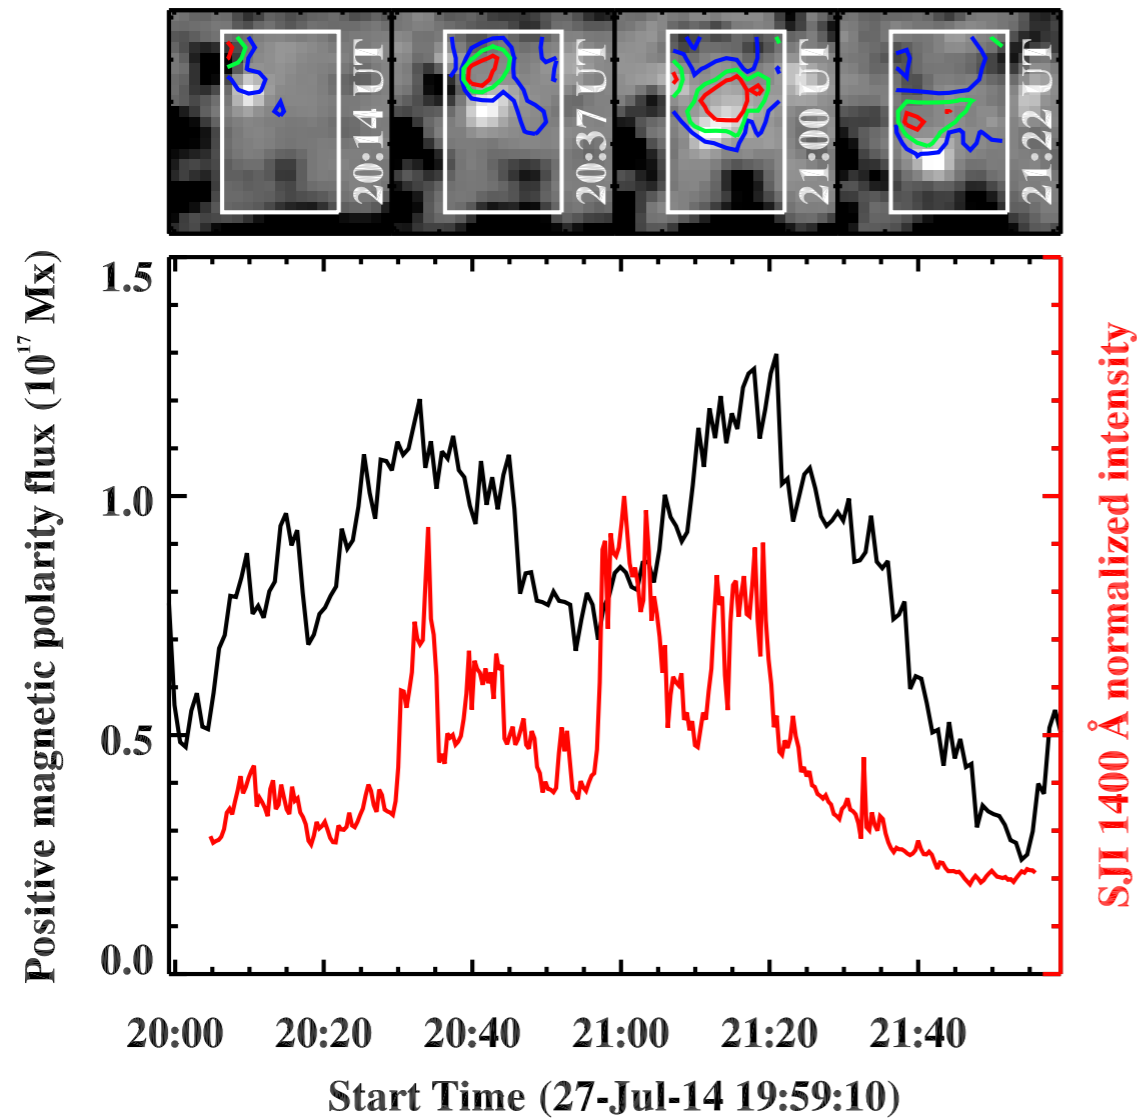 20:14 UT
20:37 UT
21:00 UT
21:22 UT
Positive magnetic polarity flux (10¹⁷ Mx)
1.5
1.0
0.5
0.0
SJI 1400 Å normalized intensity
20:00 20:20 20:40 21:00 21:20 21:40
Start Time (27-Jul-14 19:59:10)